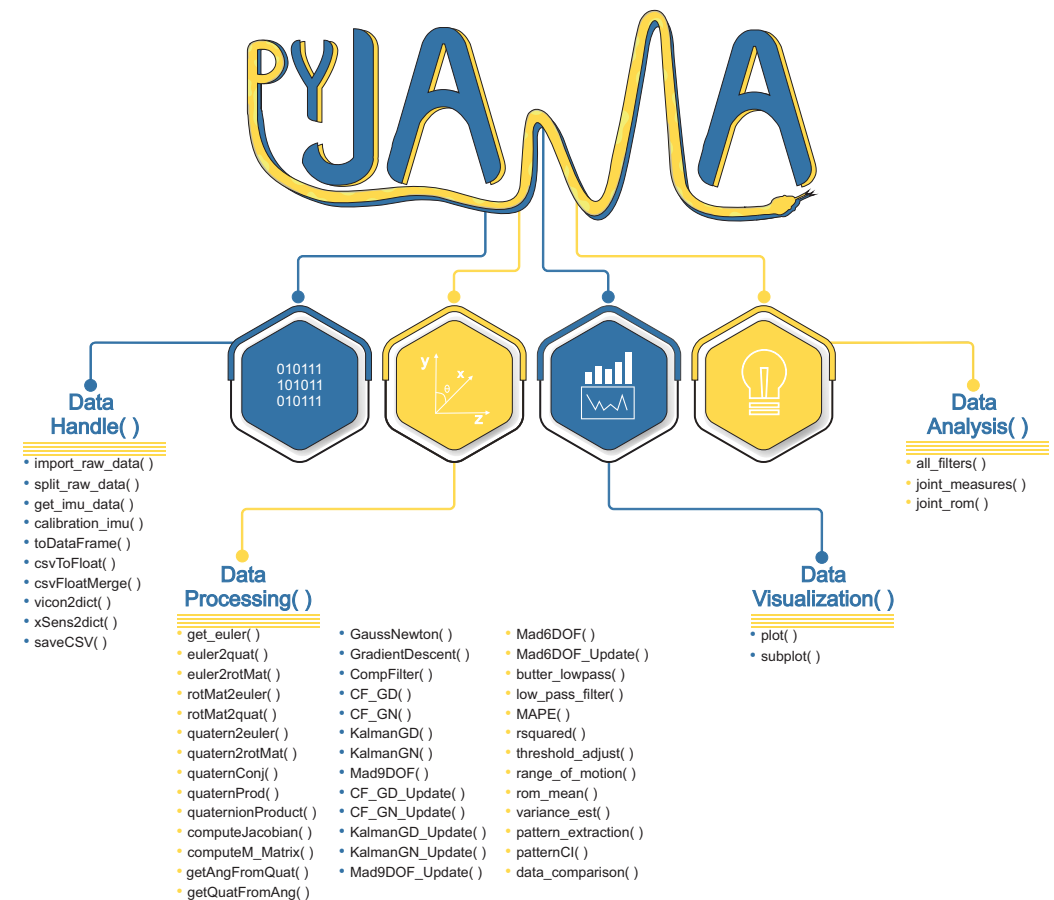 PYJAMA
010111
101011
010111
y
x
θ
z
Data
Handle( )
import_raw_data( )
split_raw_data( )
get_imu_data( )
calibration_imu( )
toDataFrame( )
csvToFloat( )
csvFloatMerge( )
vicon2dict( )
xSens2dict( )
saveCSV( )
Data
Processing( )
get_euler( )
euler2quat( )
euler2rotMat( )
rotMat2euler( )
rotMat2quat( )
quatern2euler( )
quatern2rotMat( )
quaternConj( )
quaternProd( )
quaternionProduct( )
computeJacobian( )
computeM_Matrix( )
getAngFromQuat( )
getQuatFromAng( )
GaussNewton( )
GradientDescent( )
CompFilter( )
CF_GD( )
CF_GN( )
KalmanGD( )
KalmanGN( )
Mad9DOF( )
CF_GD_Update( )
CF_GN_Update( )
KalmanGD_Update( )
KalmanGN_Update( )
Mad9DOF_Update( )
Mad6DOF( )
Mad6DOF_Update( )
butter_lowpass( )
low_pass_filter( )
MAPE( )
rsquared( )
threshold_adjust( )
range_of_motion( )
rom_mean( )
variance_est( )
pattern_extraction( )
patternCI( )
data_comparison( )
Data
Visualization( )
plot( )
subplot( )
Data
Analysis( )
all_filters( )
joint_measures( )
joint_rom( )